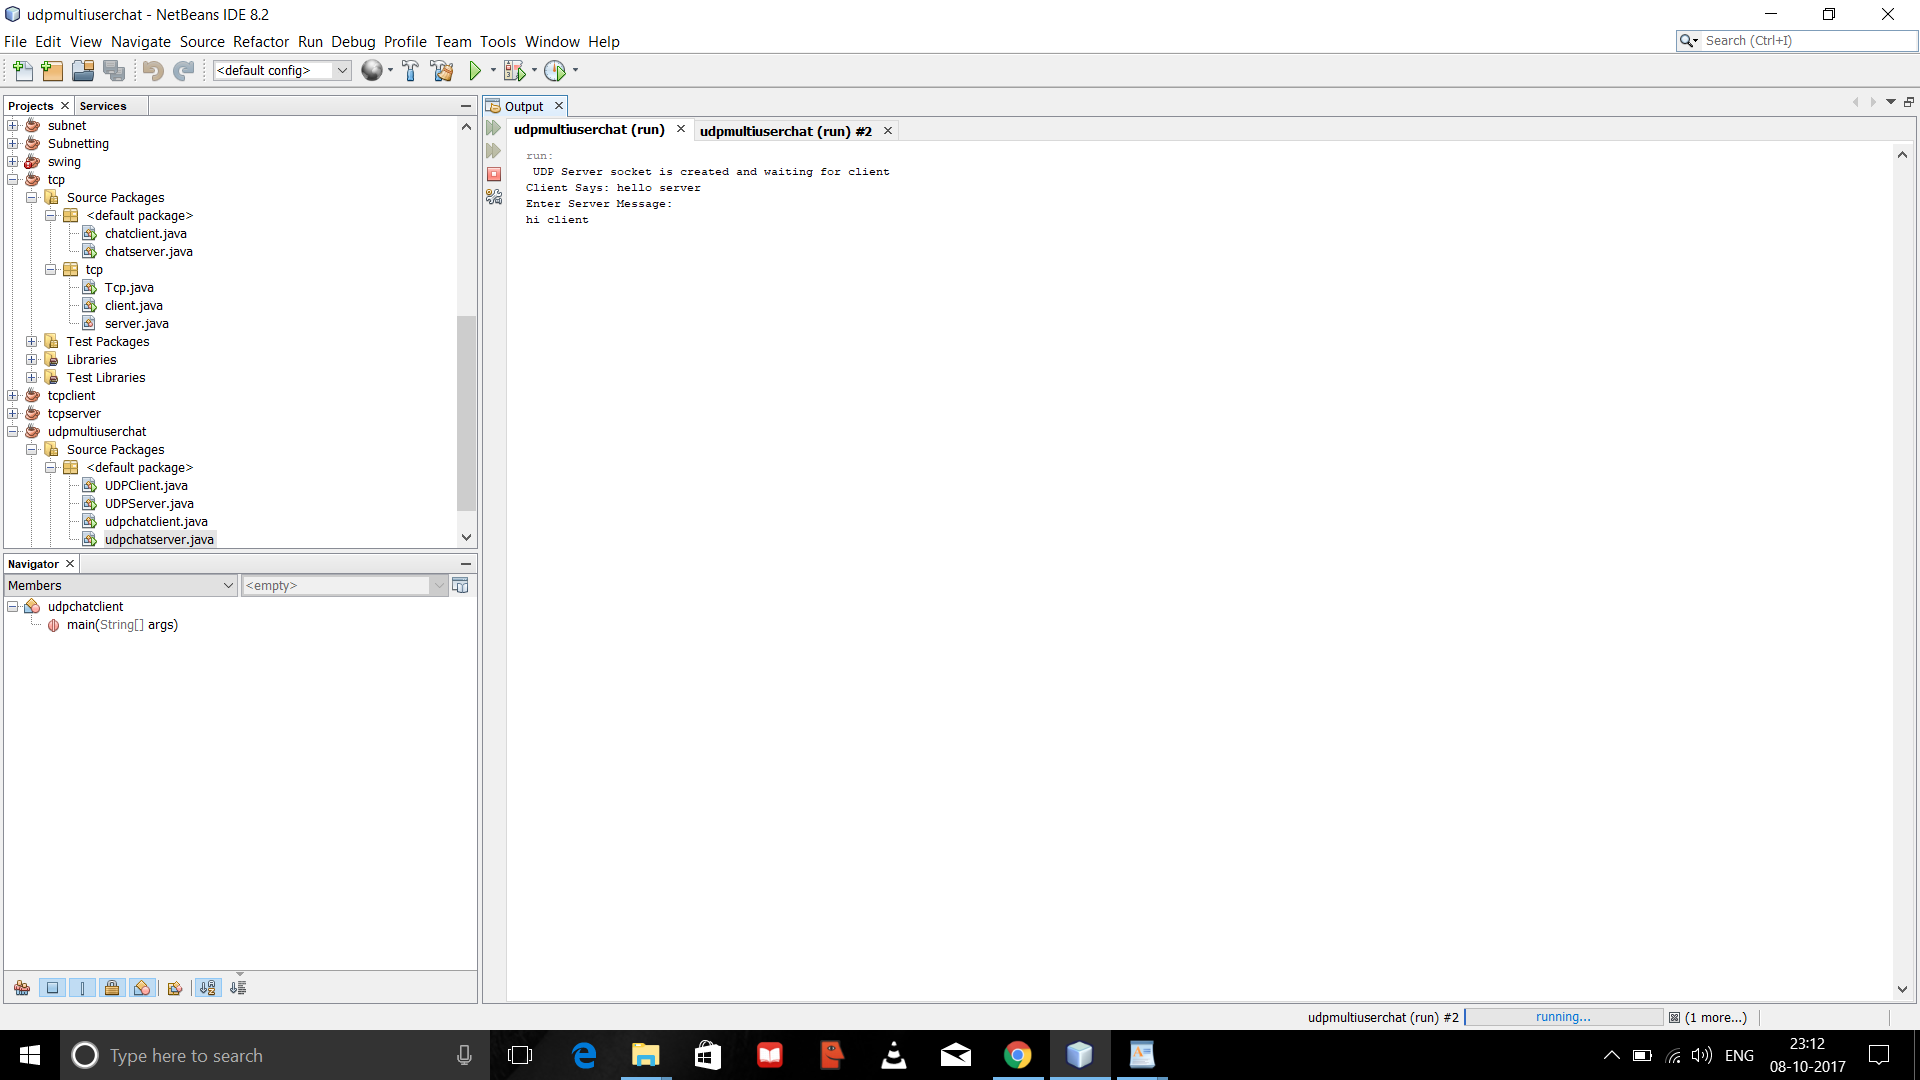 udpmultiuserchat - NetBeans IDE 8.2
File Edit View Navigate Source Refactor Run Debug Profile Team Tools Window Help
Search (Ctrl+I)
<default config>
Projects
Services
subnet
Subnetting
swing
tcp
Source Packages
<default package>
chatclient.java
chatserver.java
tcp
Tcp.java
client.java
server.java
Test Packages
Libraries
Test Libraries
tcpclient
tcpserver
udpmultiuserchat
Source Packages
<default package>
UDPClient.java
UDPServer.java
udpchatclient.java
udpchatserver.java
Navigator
Members
<empty>
udpchatclient
main(String[] args)
Output
udpmultiuserchat (run)
udpmultiuserchat (run) #2
run:
UDP Server socket is created and waiting for client
Client Says: hello server
Enter Server Message:
hi client
udpmultiuserchat (run) #2
running...
(1 more...)
Type here to search
ENG
23:12
08-10-2017